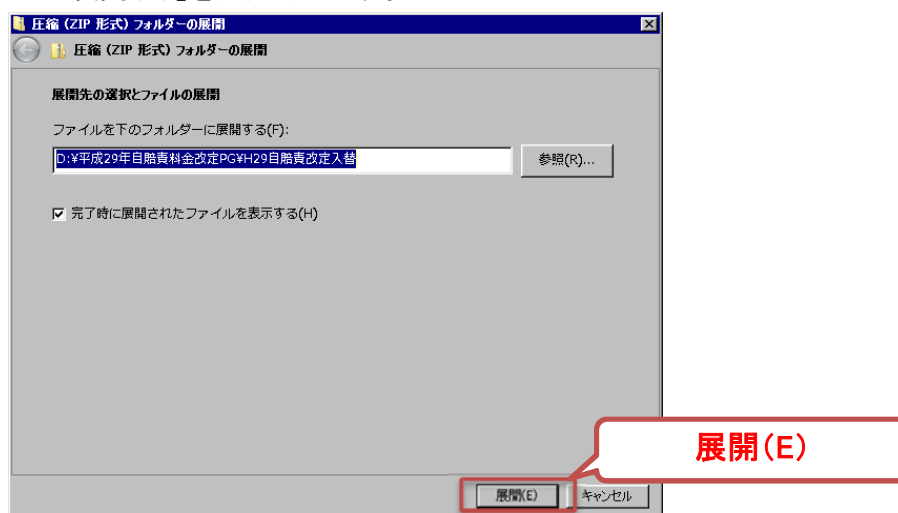 圧縮 (ZIP 形式) フォルダーの展開
圧縮 (ZIP 形式) フォルダーの展開
展開先の選択とファイルの展開
ファイルを下のフォルダーに展開する(F):
D:¥平成29年自賠責料金改定PG¥H29自賠責改定入替
参照(R)...
完了時に展開されたファイルを表示する(H)
展開(E)
展開(E)
キャンセル